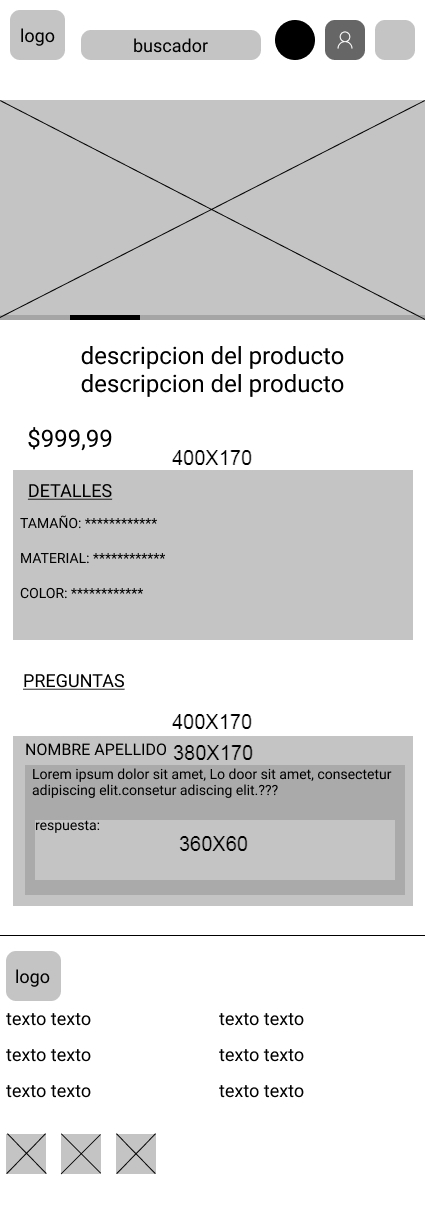 logo
buscador
descripcion del producto
descripcion del producto
$999,99
400X170
DETALLES
TAMAÑO: ************
MATERIAL: ************
COLOR: ************
PREGUNTAS
400X170
NOMBRE APELLIDO 380X170
Lorem ipsum dolor sit amet, Lo door sit amet, consectetur
adipiscing elit.consetur adiscing elit.???
respuesta:
360X60
logo
texto texto texto texto
texto texto texto texto
texto texto texto texto